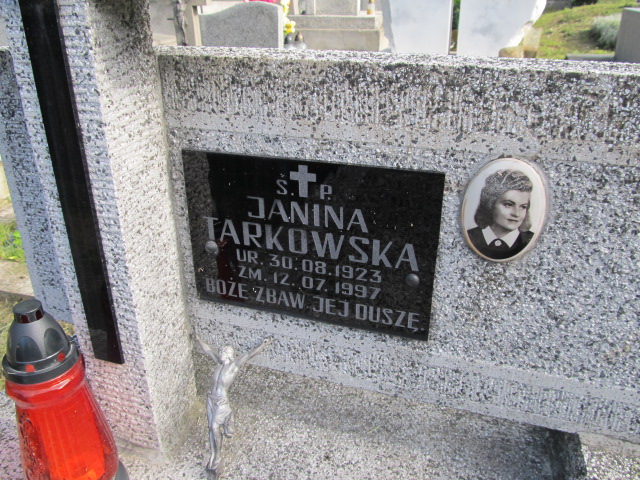 Ś. P.
JANINA
TARKOWSKA
UR. 30.08.1923
ZM. 12.07.1997
BOŻE ZBAW JEJ DUSZĘ